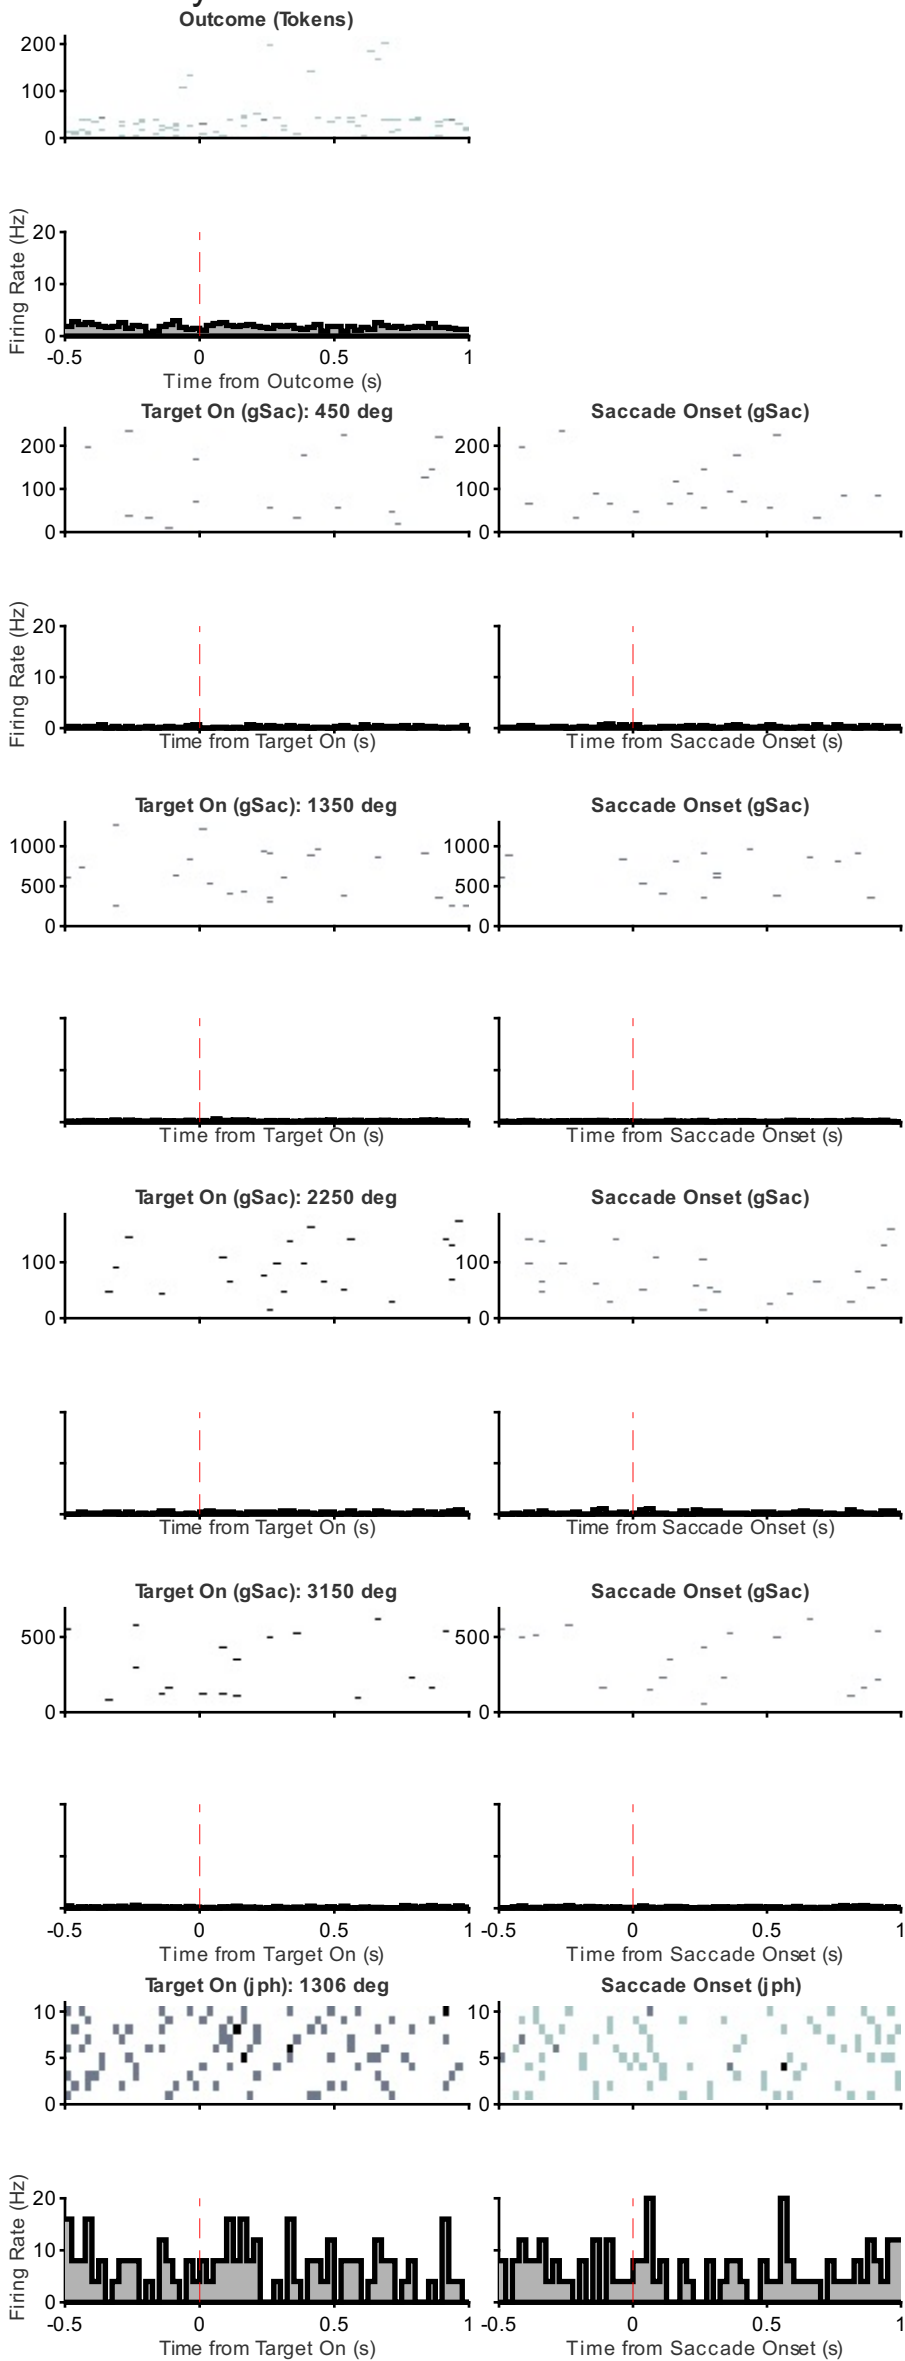 Outcome (Tokens)
200
100
0
Firing Rate (Hz)
20
10
0
-0.5 0 0.5 1
Time from Outcome (s)
Target On (gSac): 450 deg Saccade Onset (gSac)
200 200
100 100
0 0
Firing Rate (Hz)
20
10
0
Time from Target On (s) Time from Saccade Onset (s)
Target On (gSac): 1350 deg Saccade Onset (gSac)
1000 1000
500 500
0 0
Time from Target On (s) Time from Saccade Onset (s)
Target On (gSac): 2250 deg Saccade Onset (gSac)
100 100
0 0
Time from Target On (s) Time from Saccade Onset (s)
Target On (gSac): 3150 deg Saccade Onset (gSac)
500 500
0 0
-0.5 0 0.5 1 -0.5 0 0.5 1
Time from Target On (s) Time from Saccade Onset (s)
Target On (jph): 1306 deg Saccade Onset (jph)
10 10
5 5
0 0
Firing Rate (Hz)
20
10
0
-0.5 0 0.5 1 -0.5 0 0.5 1
Time from Target On (s) Time from Saccade Onset (s)